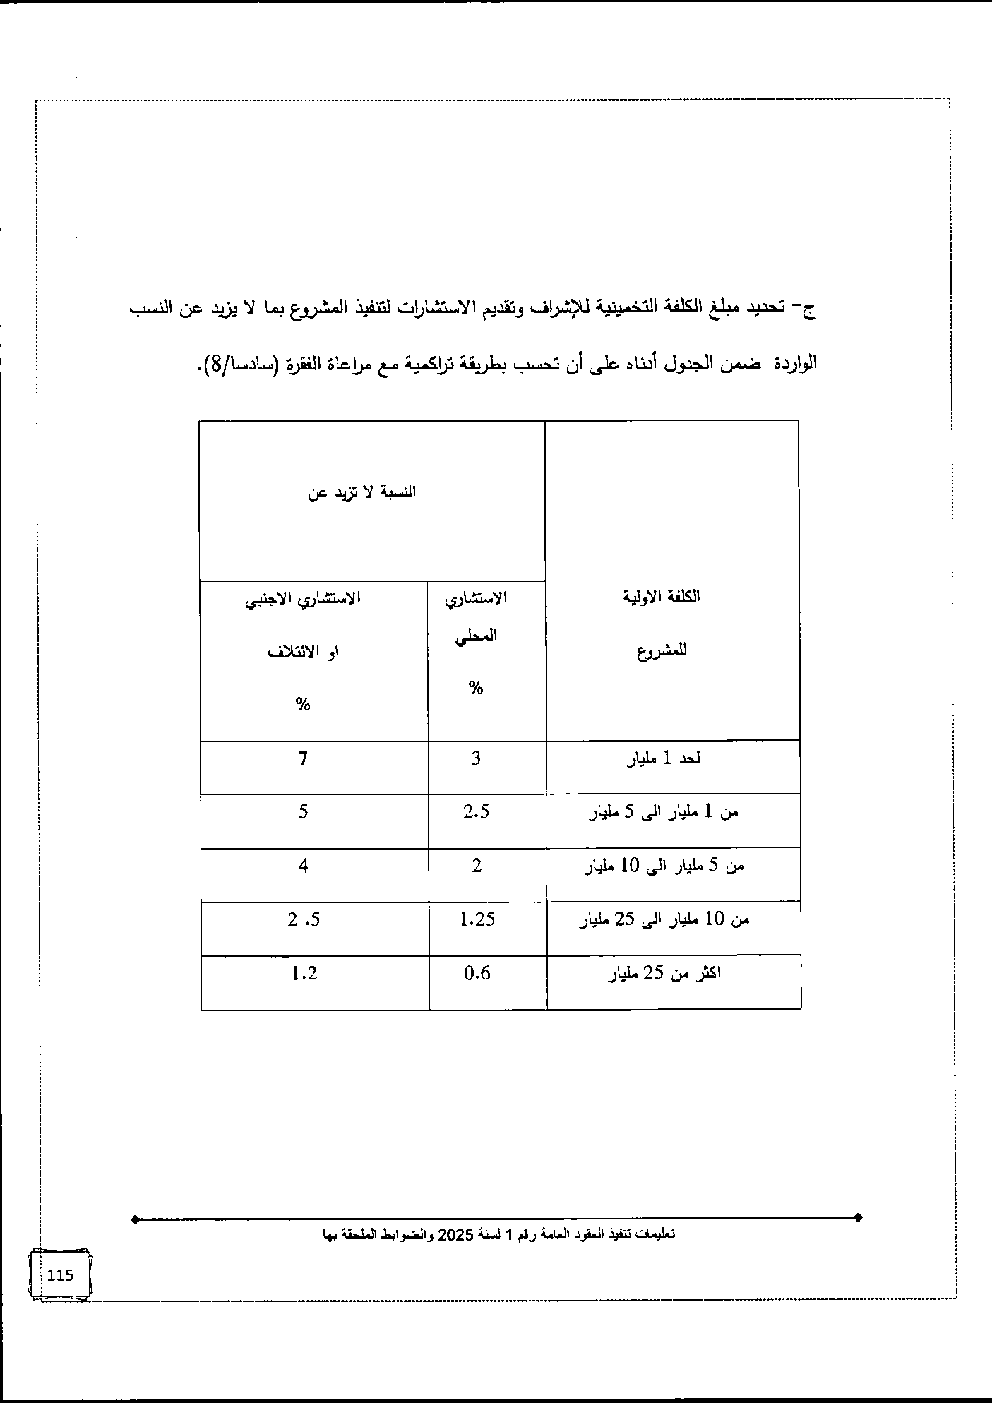 ج- تحديد مبلغ الكلفة التخمينية للإشراف وتقديم الاستشارات لتنفيذ المشروع بما لا يزيد عن النسب
الواردة ضمن الجدول أدناه على أن تحسب بطريقة تراكمية مع مراعاة الفقرة (سادسا/8).
النسبة لا تزيد عن
الكلفة الاولية
للمشروع
الاستشاري
المحلي
%
الاستشاري الاجنبي
او الائتلاف
%
لحد 1 مليار 3 7
من 1 مليار الى 5 مليار 2.5 5
من 5 مليار الى 10 مليار 2 4
من 10 مليار الى 25 مليار 1.25 2.5
اكثر من 25 مليار 0.6 1.2
تعليمات تنفيذ العقود العامة رقم 1 لسنة 2025 والضوابط الملحقة بها
115